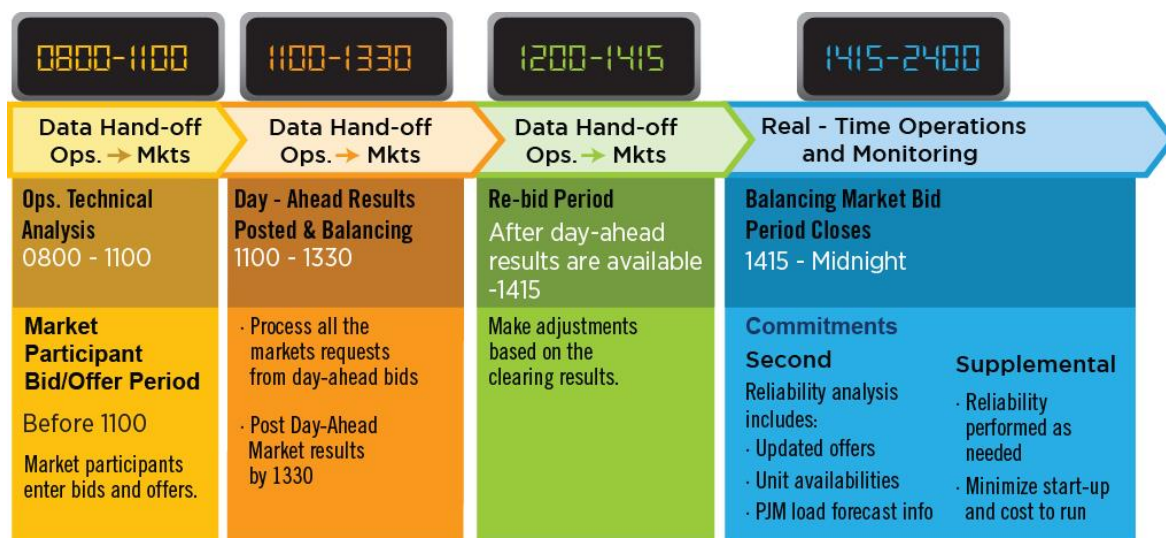 0800-1100
1100-1330
1200-1415
1415-2400
Data Hand-off
Ops. → Mkts
Data Hand-off
Ops. → Mkts
Data Hand-off
Ops. → Mkts
Real - Time Operations
and Monitoring
Ops. Technical
Analysis
0800 - 1100
Market
Participant
Bid/Offer Period
Before 1100
Market participants
enter bids and offers.
Day - Ahead Results
Posted & Balancing
1100 - 1330
· Process all the
markets requests
from day-ahead bids
· Post Day-Ahead
Market results
by 1330
Re-bid Period
After day-ahead
results are available
-1415
Make adjustments
based on the
clearing results.
Balancing Market Bid
Period Closes
1415 - Midnight
Commitments
Second
Reliability analysis
includes:
· Updated offers
· Unit availabilities
· PJM load forecast info
Supplemental
· Reliability
performed as
needed
· Minimize start-up
and cost to run